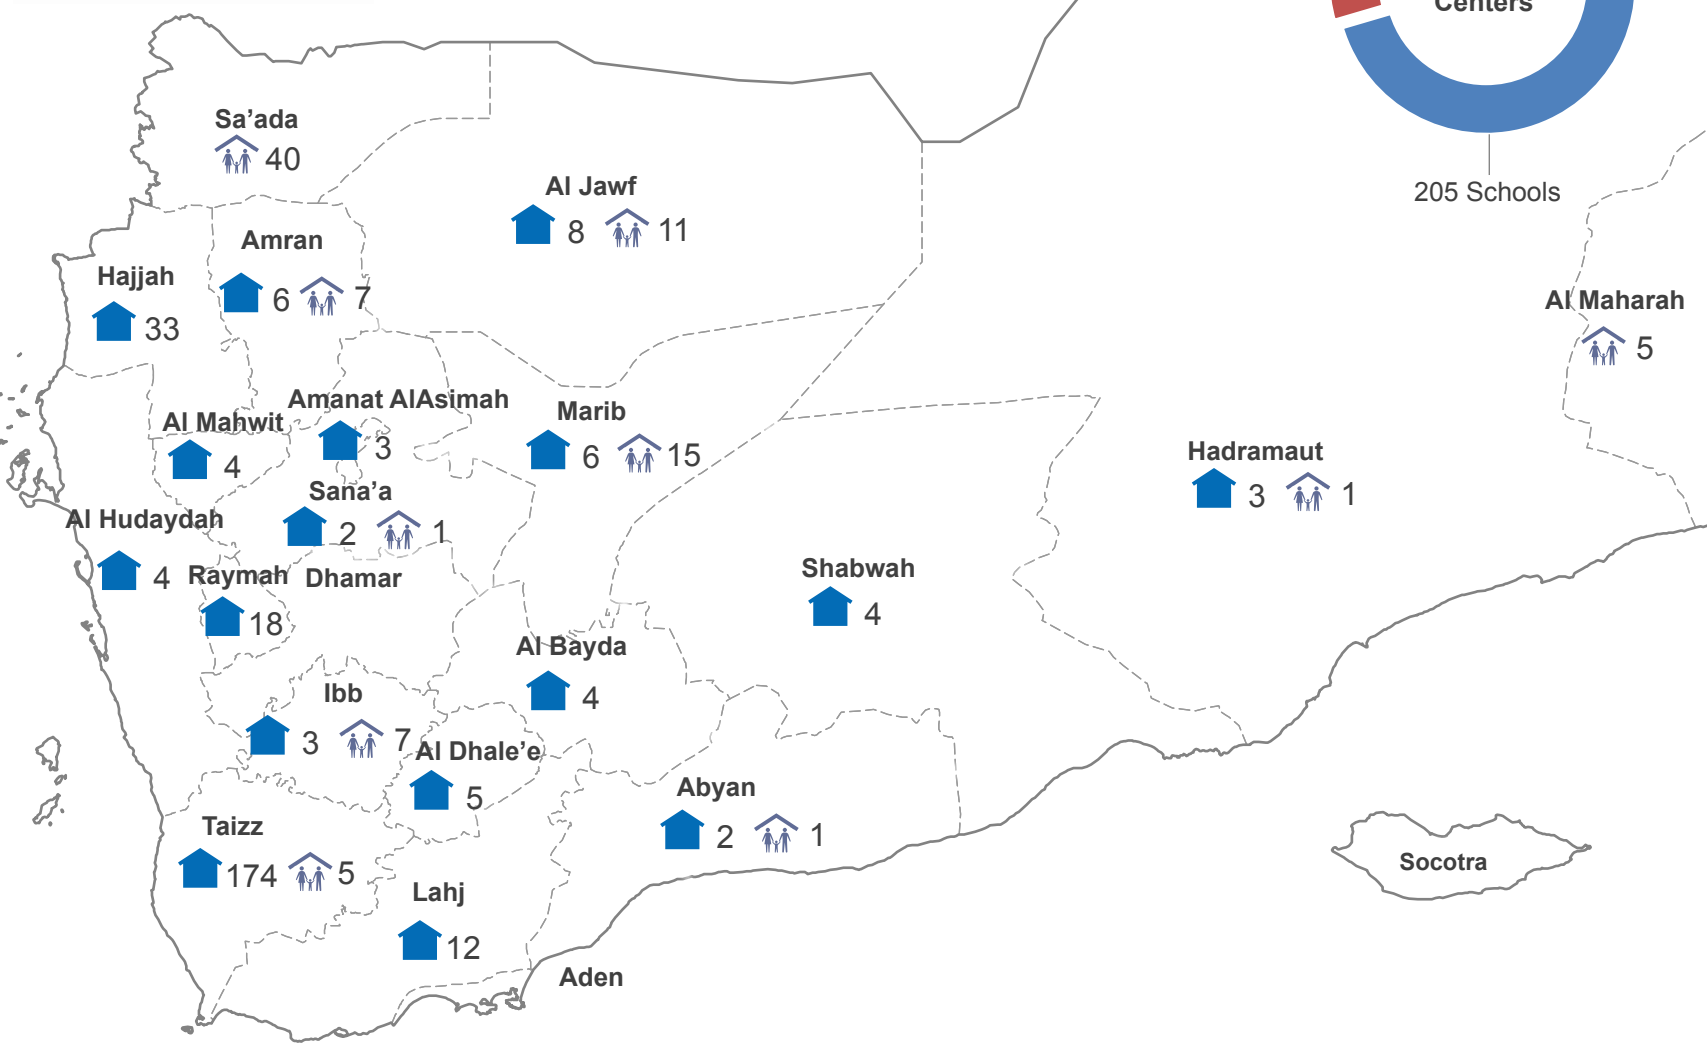 Centers
205 Schools
Sa’ada
40
Al Jawf
8 11
Amran
6 7
Hajjah
33
Al Maharah
5
Amanat AlAsimah
3
Marib
6 15
Al Mahwit
4
Hadramaut
3 1
Sana’a
2 1
Al Hudaydah
4
Raymah
18
Dhamar
Shabwah
4
Al Bayda
4
Ibb
3 7
Al Dhale’e
5
Abyan
2 1
Taizz
174 5
Lahj
12
Aden
Socotra